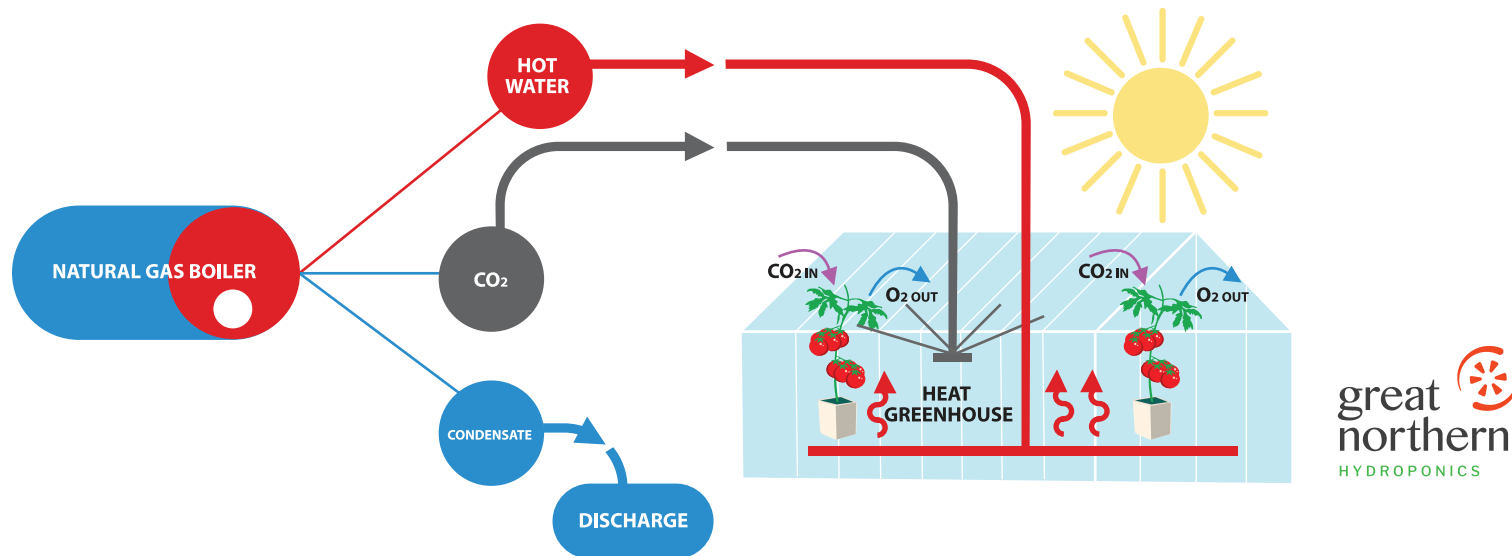 HOT
WATER
NATURAL GAS BOILER
CO₂
CONDENSATE
DISCHARGE
CO₂ IN
O₂ OUT
CO₂ IN
O₂ OUT
HEAT
GREENHOUSE
great
northern
HYDROPONICS